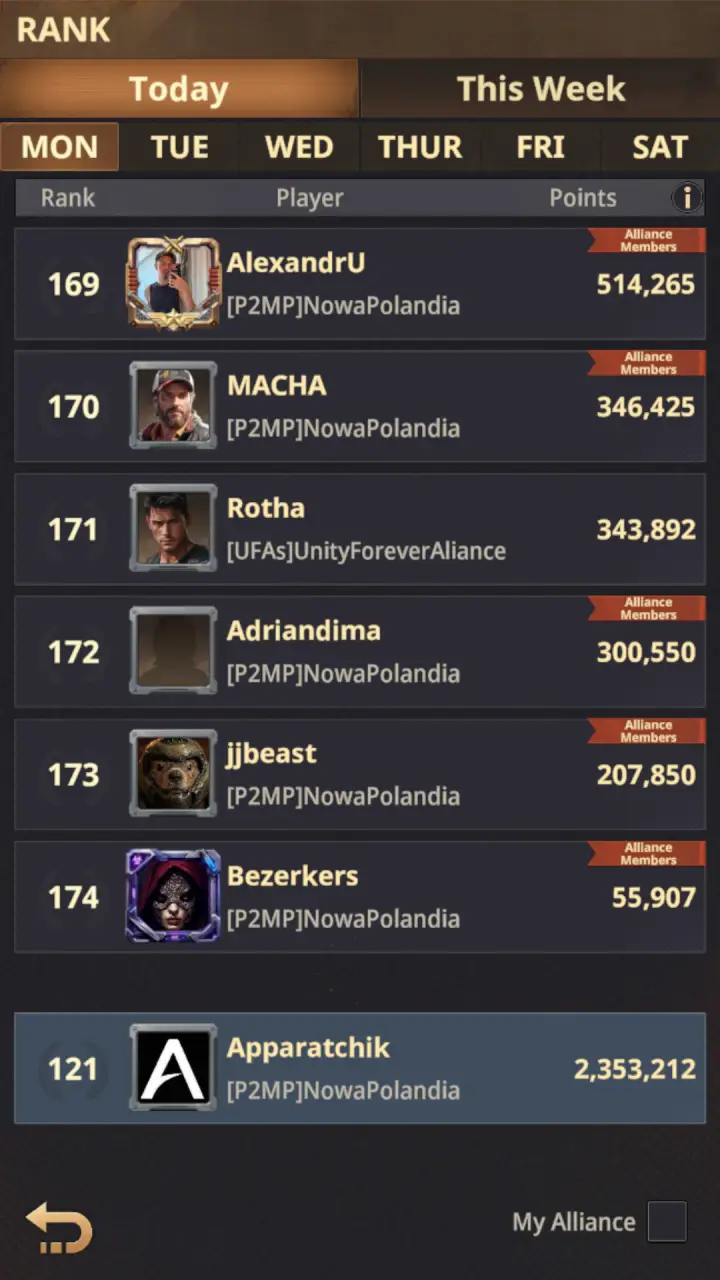 RANK
Today This Week
MON TUE WED THUR FRI SAT
Rank Player Points i
Alliance
Members
169 AlexandrU 514,265
[P2MP]NowaPolandia
Alliance
Members
170 MACHA 346,425
[P2MP]NowaPolandia
171 Rotha 343,892
[UFAs]UnityForeverAliance
Alliance
Members
172 Adriandima 300,550
[P2MP]NowaPolandia
Alliance
Members
173 jjbeast 207,850
[P2MP]NowaPolandia
Alliance
Members
174 Bezerkers 55,907
[P2MP]NowaPolandia
121 Apparatchik 2,353,212
[P2MP]NowaPolandia
My Alliance